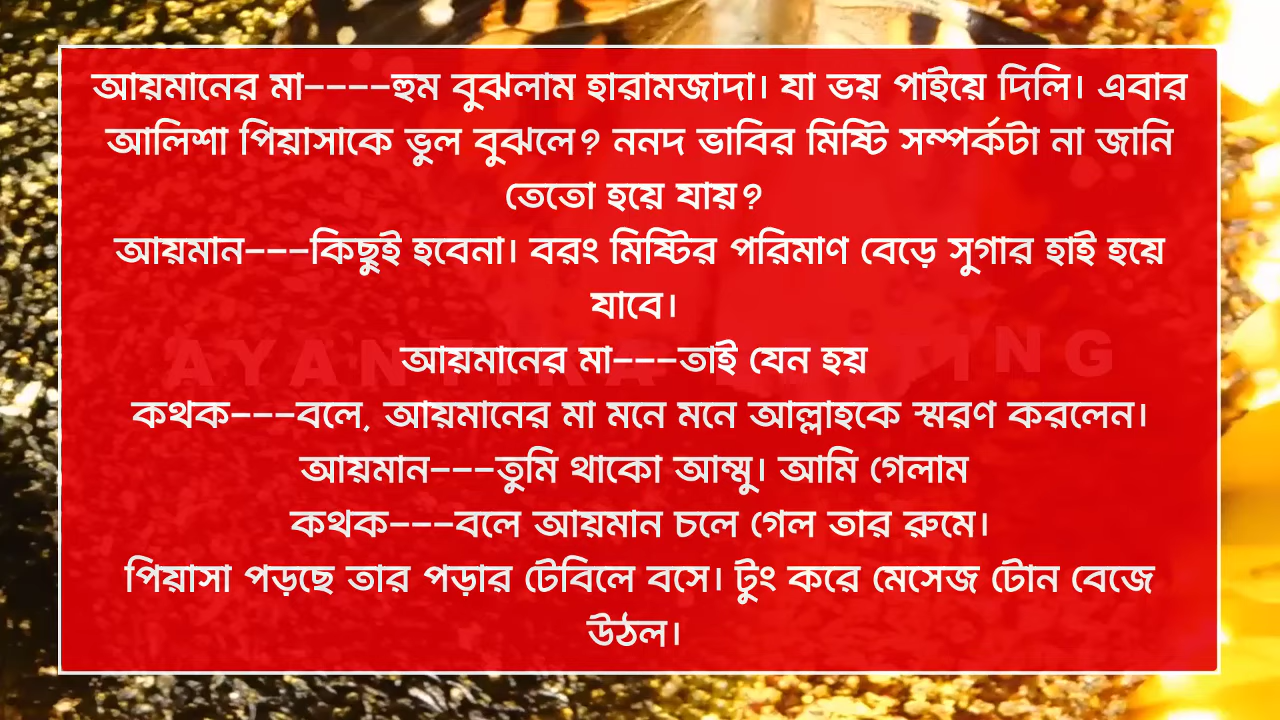 আয়মানের মা----হুম বুঝলাম হারামজাদা। যা ভয় পাইয়ে দিলি। এবার
আলিশা পিয়াসাকে ভুল বুঝলে? ননদ ভাবির মিষ্টি সম্পর্কটা না জানি
তেতো হয়ে যায়?
আয়মান---কিছুই হবেনা। বরং মিষ্টির পরিমাণ বেড়ে সুগার হাই হয়ে
যাবে।
আয়মানের মা---তাই যেন হয়
কথক---বলে, আয়মানের মা মনে মনে আল্লাহকে স্মরণ করলেন।
আয়মান---তুমি থাকো আম্মু। আমি গেলাম
কথক---বলে আয়মান চলে গেল তার রুমে।
পিয়াসা পড়ছে তার পড়ার টেবিলে বসে। টুং করে মেসেজ টোন বেজে
উঠল।